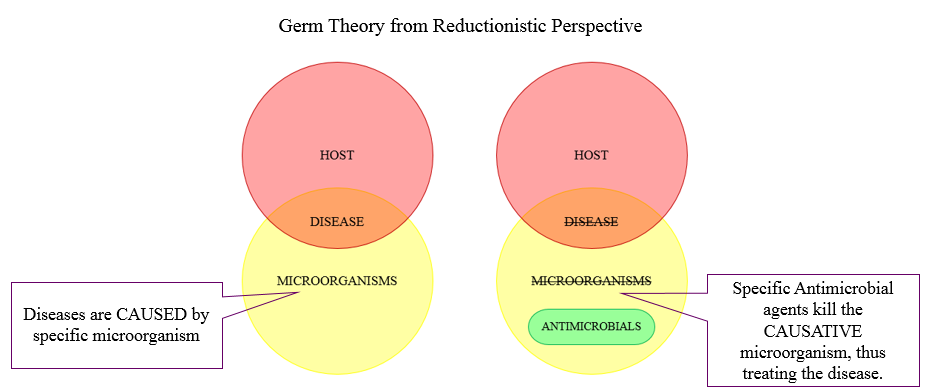 Germ Theory from Reductionistic Perspective
HOST
DISEASE
MICROORGANISMS
Diseases are CAUSED by
specific microorganism
HOST
DISEASE
MICROORGANISMS
ANTIMICROBIALS
Specific Antimicrobial
agents kill the
CAUSATIVE
microorganism, thus
treating the disease.